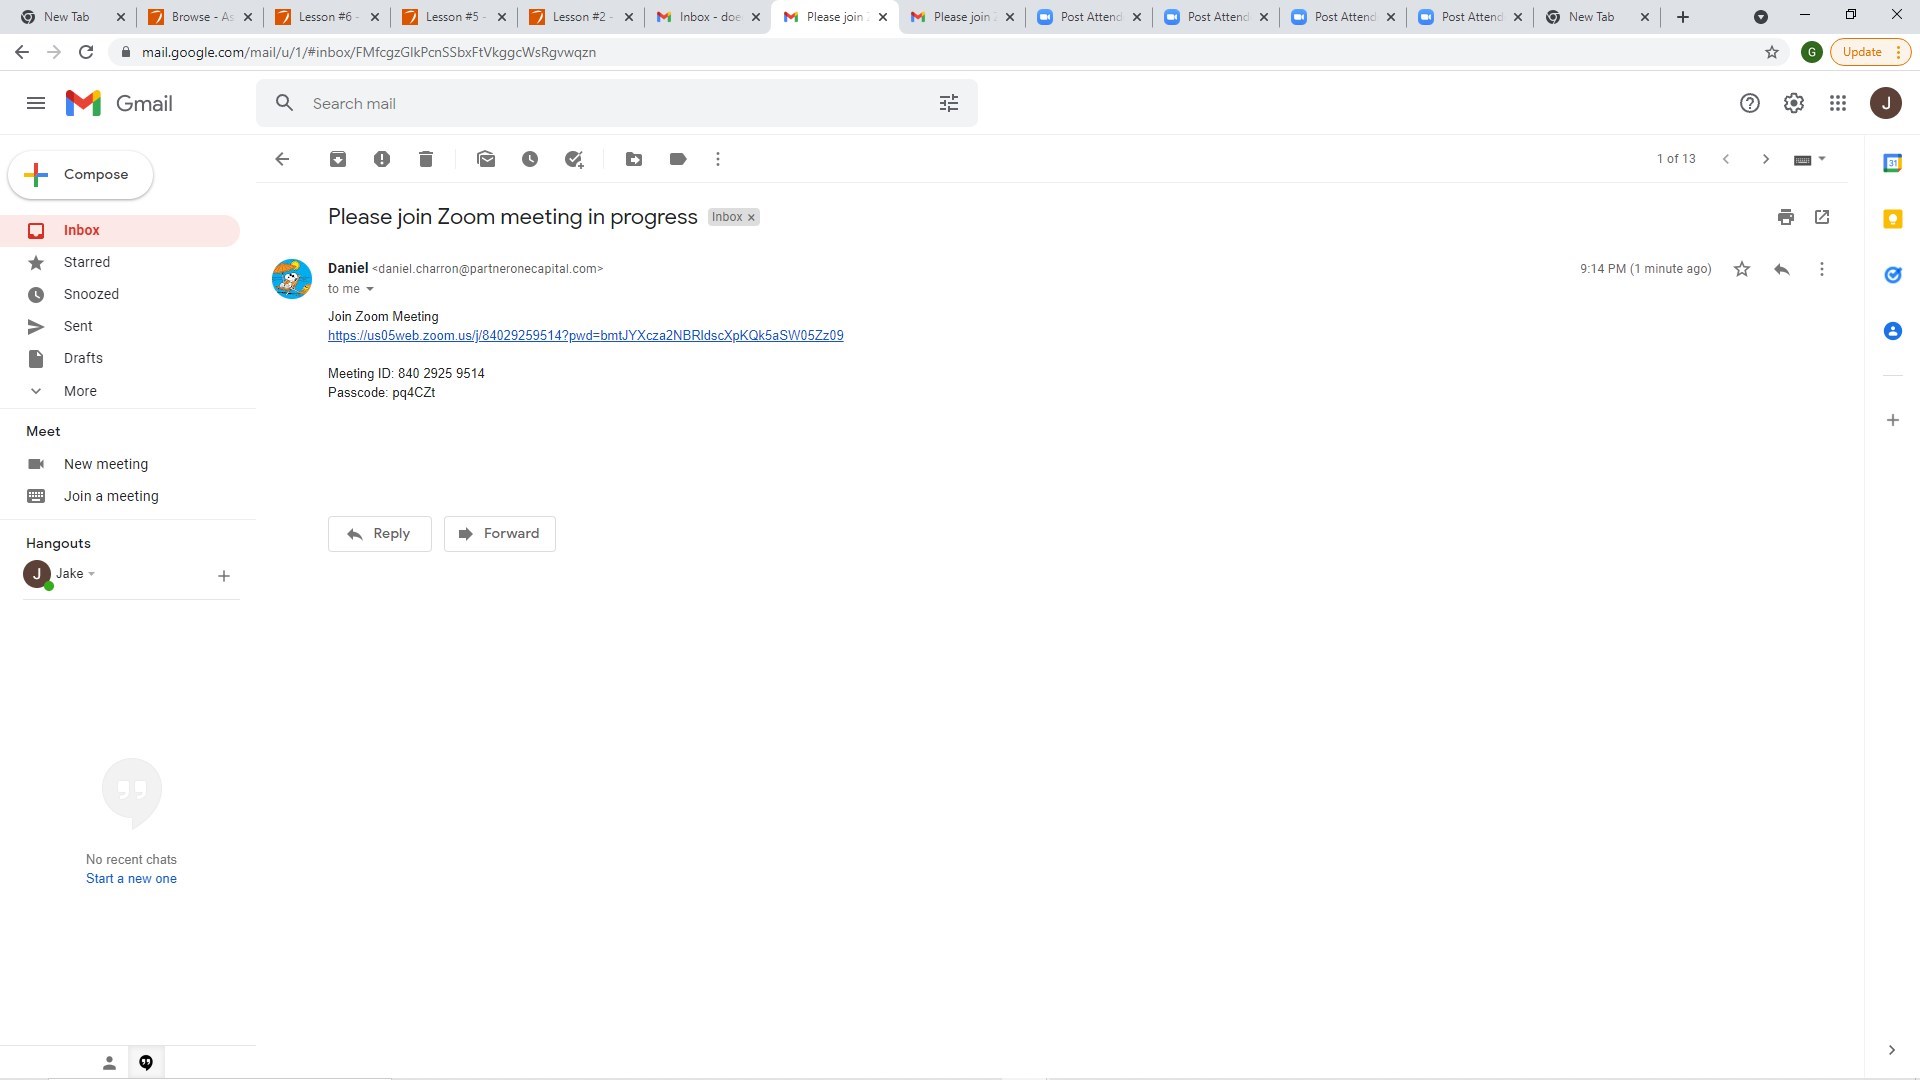 New Tab
Browse - As
Lesson #6 -
Lesson #5 -
Lesson #2 -
Inbox - doe
Please join
Please join
Post Attend
Post Attend
Post Attend
Post Attend
New Tab
mail.google.com/mail/u/1/#inbox/FMfcgzGlkPcnSSbxFtVkggcWsRgvwqzn
G
Update
Gmail
Search mail
J
Compose
1 of 13
31
Inbox
Starred
Snoozed
Sent
Drafts
More
Meet
New meeting
Join a meeting
Hangouts
J
Jake
No recent chats
Start a new one
Please join Zoom meeting in progress
Inbox
Daniel <daniel.charron@partneronecapital.com>
9:14 PM (1 minute ago)
to me
Join Zoom Meeting
https://us05web.zoom.us/j/84029259514?pwd=bmtJYXcza2NBRldscXpKQk5aSW05Zz09
Meeting ID: 840 2925 9514
Passcode: pq4CZt
Reply
Forward